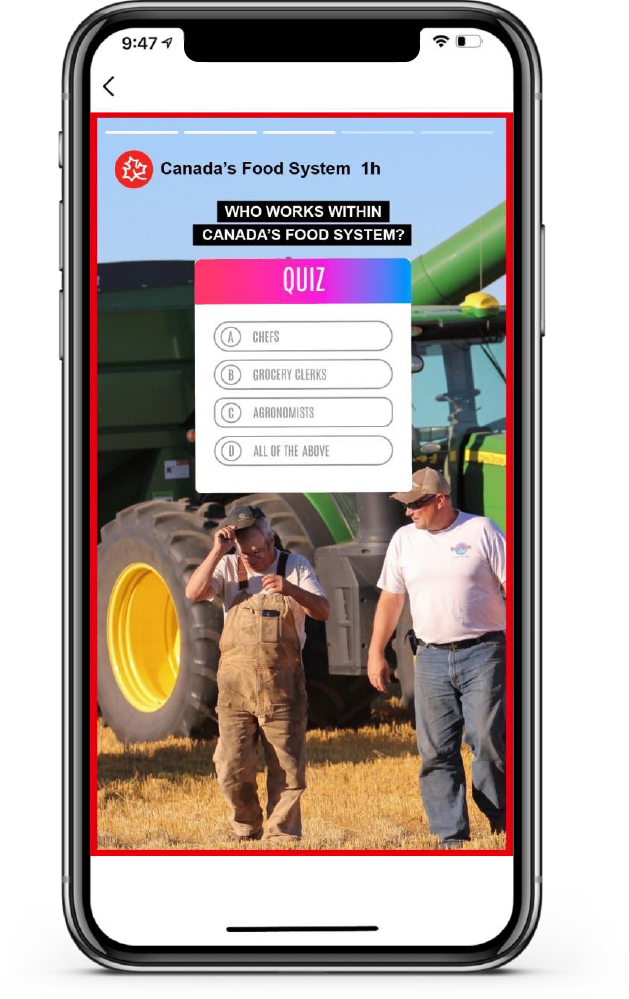 9:47
Canada's Food System 1h
WHO WORKS WITHIN
CANADA'S FOOD SYSTEM?
QUIZ
A CHEFS
B GROCERY CLERKS
C AGRONOMISTS
D ALL OF THE ABOVE